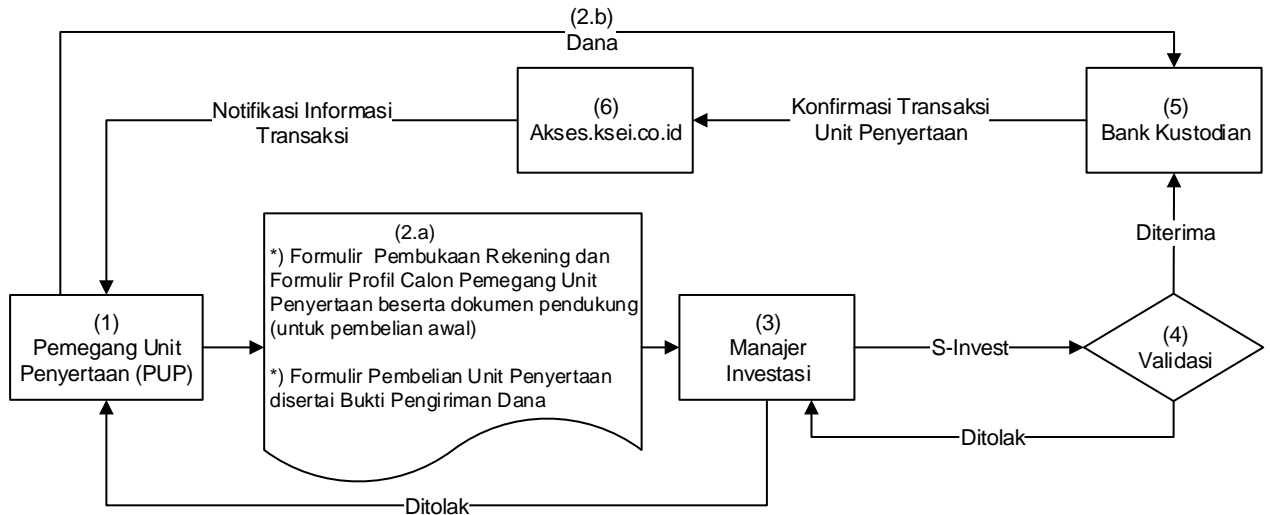 (2.b)
Dana
Notifikasi Informasi
Transaksi
(6)
Akses.ksei.co.id
Konfirmasi Transaksi
Unit Penyertaan
(5)
Bank Kustodian
(1)
Pemegang Unit
Penyertaan (PUP)
(2.a)
*) Formulir Pembukaan Rekening dan
Formulir Profil Calon Pemegang Unit
Penyertaan beserta dokumen pendukung
(untuk pembelian awal)
*) Formulir Pembelian Unit Penyertaan
disertai Bukti Pengiriman Dana
(3)
Manajer
Investasi
S-Invest
(4)
Validasi
Diterima
Ditolak
Ditolak